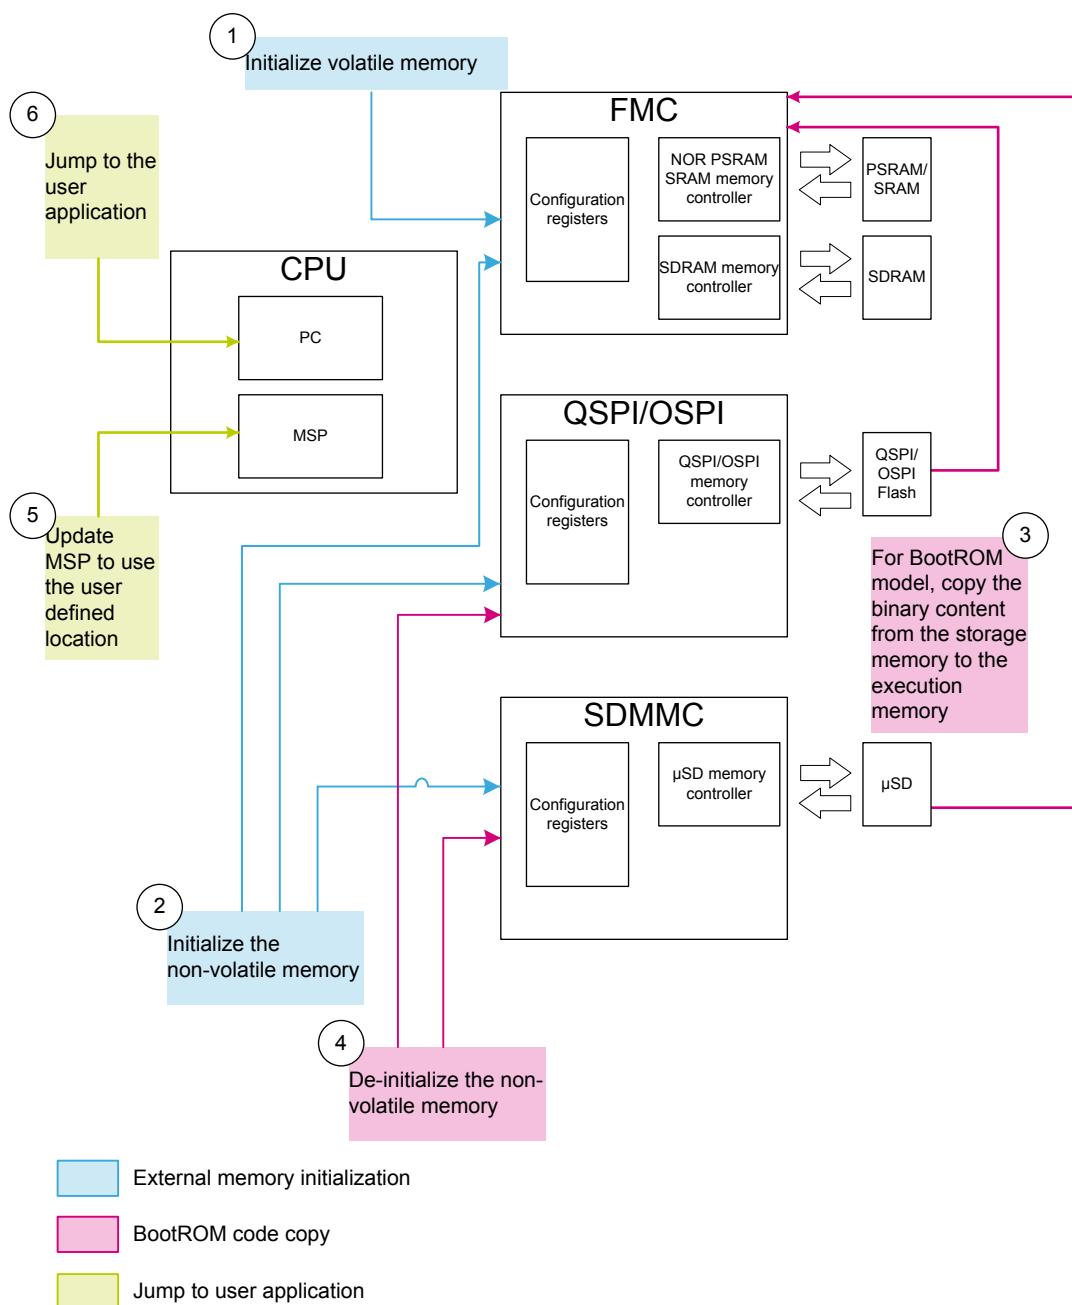 1
Initialize volatile memory
6
Jump to the
user
application
FMC
Configuration
registers
NOR PSRAM
SRAM memory
controller
PSRAM/
SRAM
SDRAM memory
controller
SDRAM
CPU
PC
MSP
5
Update
MSP to use
the user
defined
location
QSPI/OSPI
Configuration
registers
QSPI/OSPI
memory
controller
QSPI/
OSPI
Flash
3
For BootROM
model, copy the
binary content
from the storage
memory to the
execution
memory
SDMMC
Configuration
registers
µSD memory
controller
µSD
2
Initialize the
non-volatile memory
4
De-initialize the non-
volatile memory
External memory initialization
BootROM code copy
Jump to user application